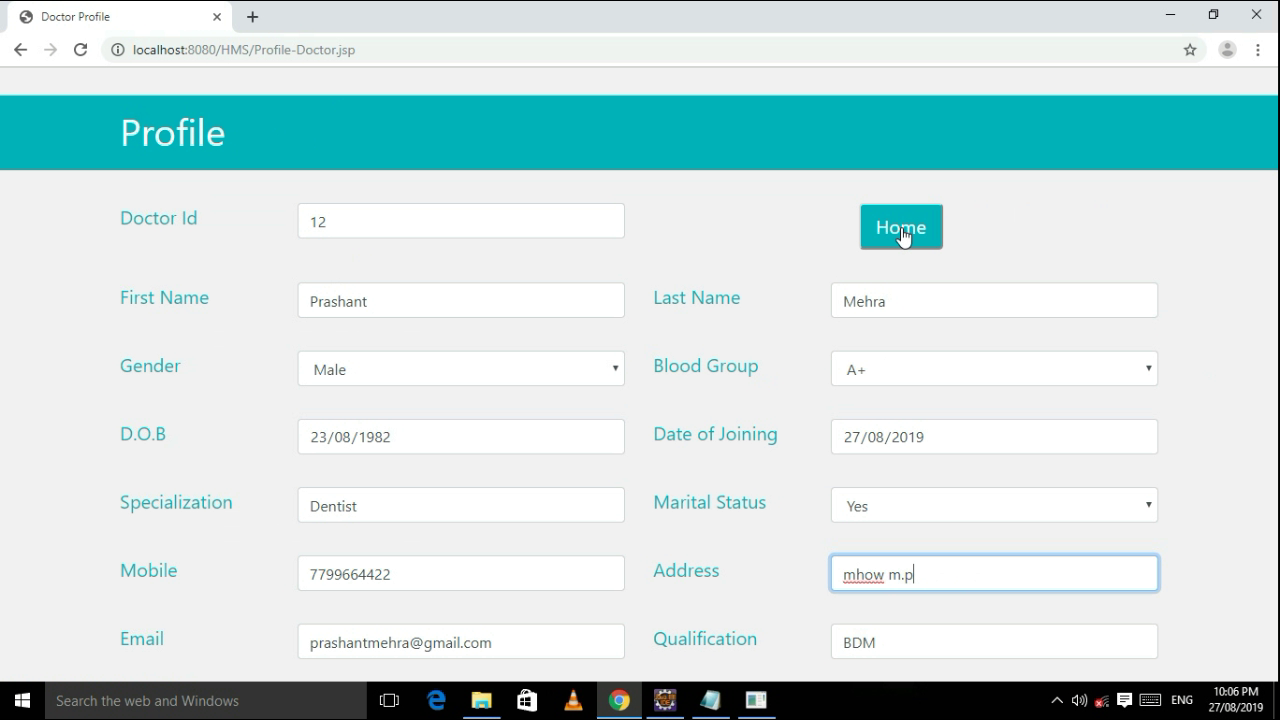 Doctor Profile
localhost:8080/HMS/Profile-Doctor.jsp
Profile
Doctor Id 12 Home
First Name Prashant Last Name Mehra
Gender Male Blood Group A+
D.O.B 23/08/1982 Date of Joining 27/08/2019
Specialization Dentist Marital Status Yes
Mobile 7799664422 Address mhow m.p
Email prashantmehra@gmail.com Qualification BDM
Search the web and Windows ENG 10:06 PM
27/08/2019